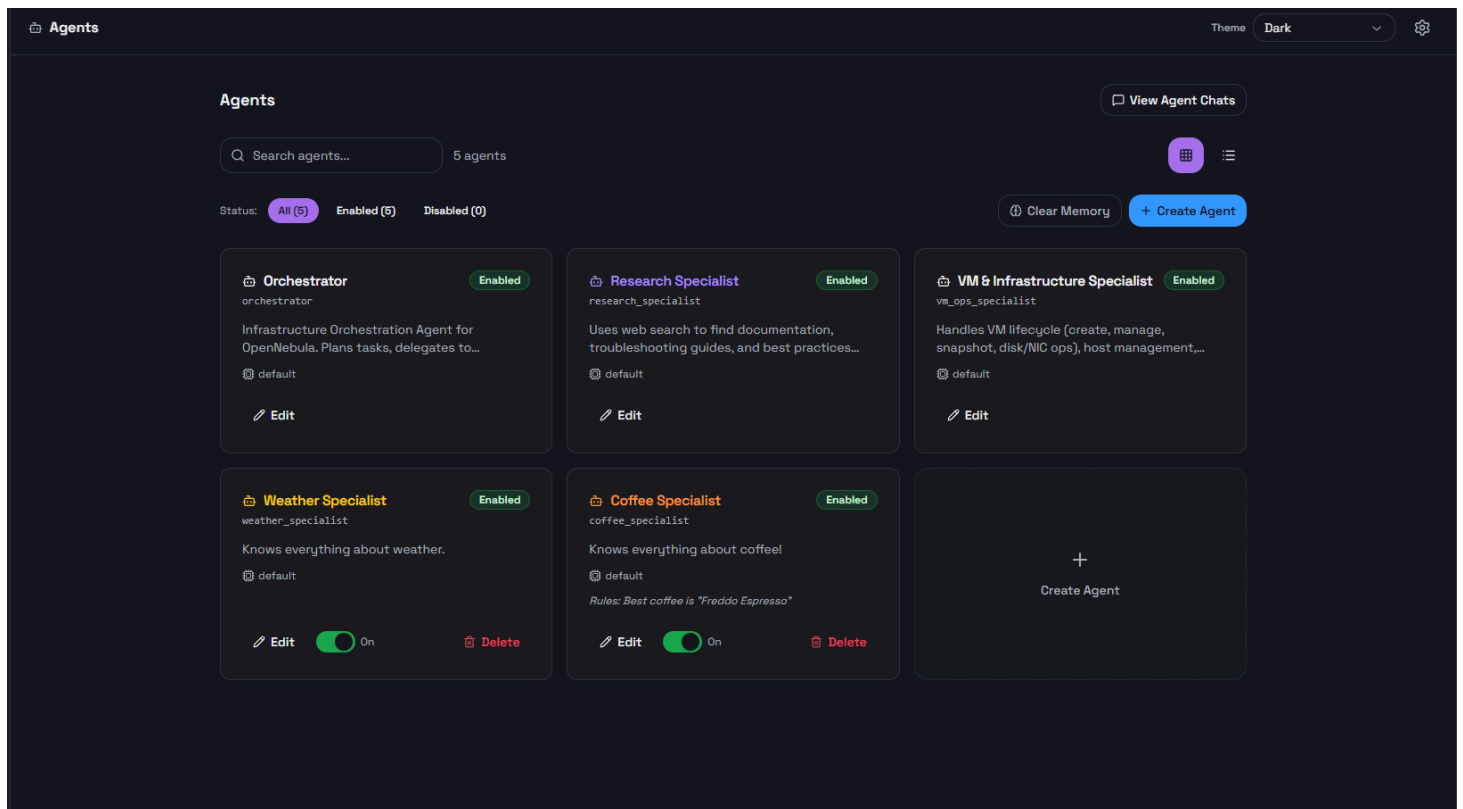 Agents
Theme Dark
Agents
View Agent Chats
Search agents...
5 agents
Status: All (5) Enabled (5) Disabled (0)
Clear Memory
+ Create Agent
Orchestrator Enabled
orchestrator
Infrastructure Orchestration Agent for
OpenNebula. Plans tasks, delegates to...
default
Edit
Research Specialist Enabled
research_specialist
Uses web search to find documentation,
troubleshooting guides, and best practices...
default
Edit
VM & Infrastructure Specialist Enabled
vm_ops_specialist
Handles VM lifecycle (create, manage,
snapshot, disk/NIC ops), host management,...
default
Edit
Weather Specialist Enabled
weather_specialist
Knows everything about weather.
default
Edit On Delete
Coffee Specialist Enabled
coffee_specialist
Knows everything about coffee!
default
Rules: Best coffee is "Freddo Espresso"
Edit On Delete
+
Create Agent